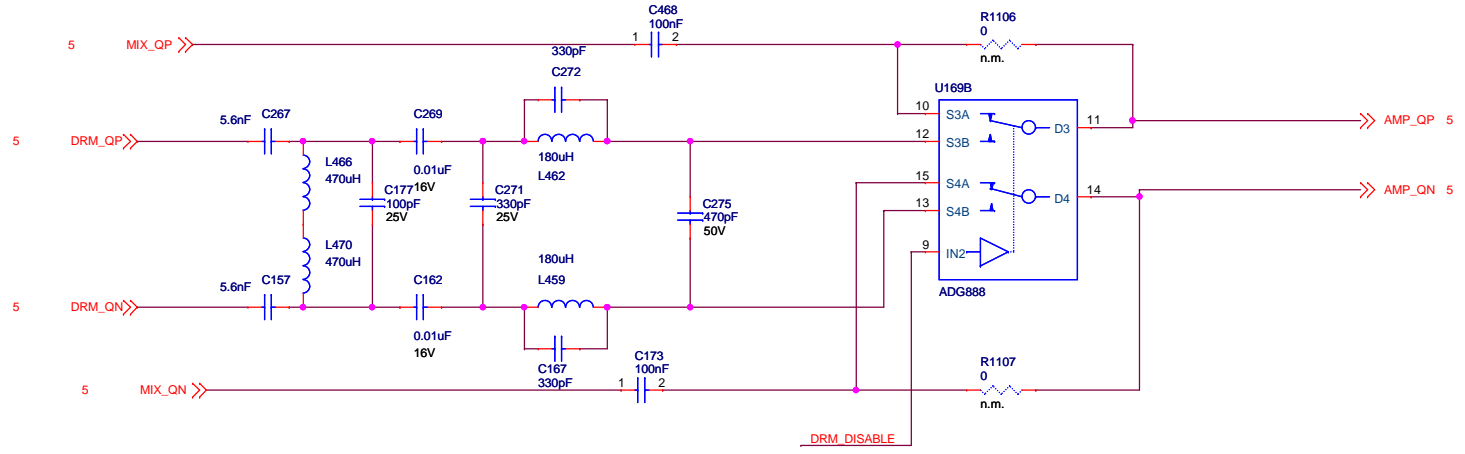 C468
100nF
R1106
0
n.m.
5 MIX_QP 1 2
330pF
C272
U169B
C267
5.6nF
C269
10 S3A D3 11
AMP_QP 5
5 DRM_QP
12 S3B
0.01uF
16V
180uH
L462
L466
470uH
C177
100pF
25V
C271
330pF
25V
C275
470pF
50V
15 S4A D4 14
AMP_QN 5
13 S4B
L470
470uH
9 IN2
ADG888
180uH
L459
5.6nF
C157
C162
5 DRM_QN
0.01uF
16V
C167
330pF
C173
100nF
R1107
0
n.m.
5 MIX_QN 1 2
DRM_DISABLE